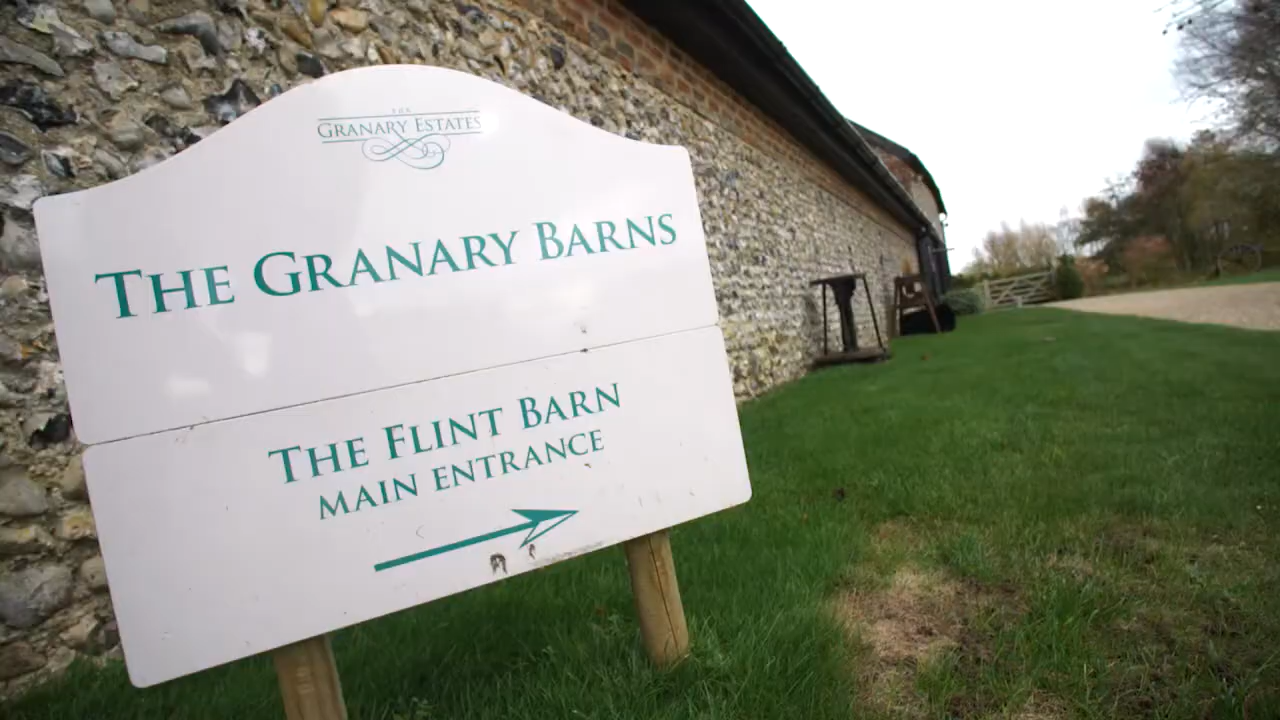 THE
GRANARY ESTATES
THE GRANARY BARNS
THE FLINT BARN
MAIN ENTRANCE